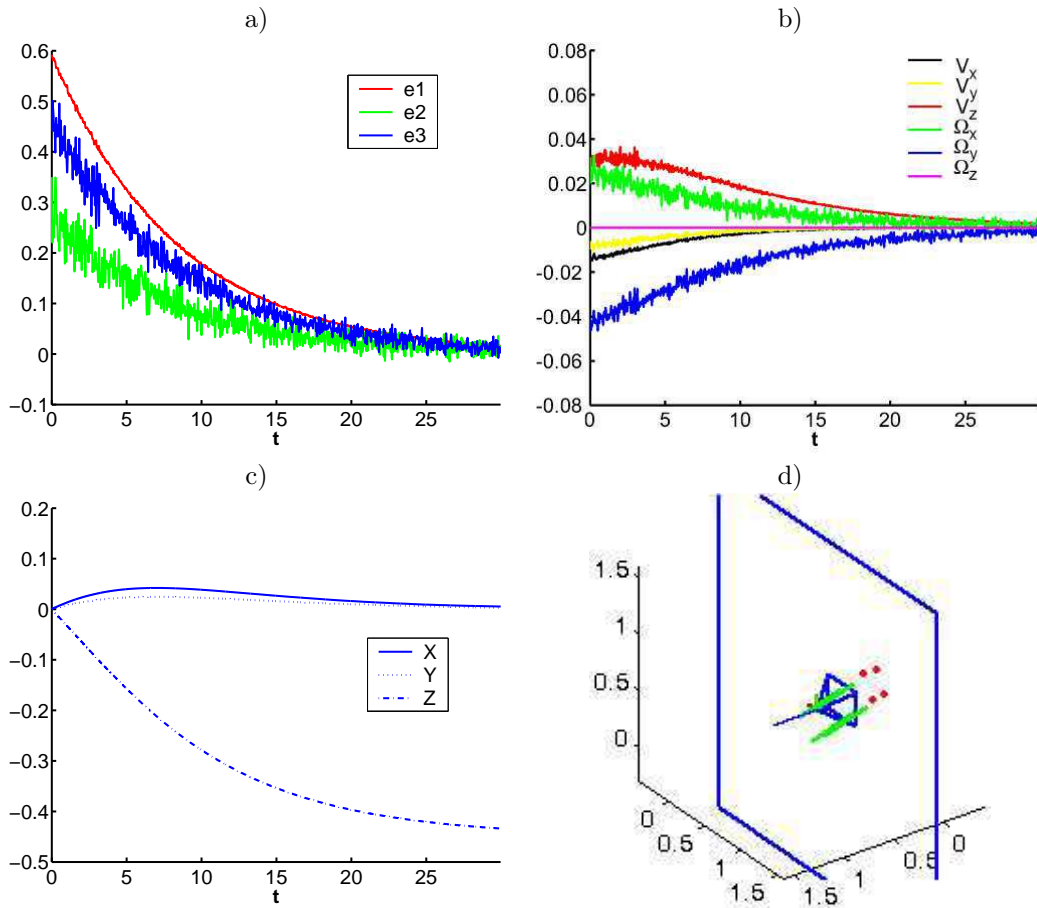 a)
0.6
0.5
0.4
0.3
0.2
0.1
0
−0.1
0 5 10 15 20 25
t
e1
e2
e3
b)
0.08
0.06
0.04
0.02
0
-0.02
-0.04
-0.06
-0.08
0 5 10 15 20 25
t
Vx
Vy
Vz
Ωx
Ωy
Ωz
c)
0.2
0.1
0
−0.1
−0.2
−0.3
−0.4
−0.5
0 5 10 15 20 25
t
X
Y
Z
d)
1.5
1
0.5
0
0
0.5
1
1.5
1.5
1
0.5
0